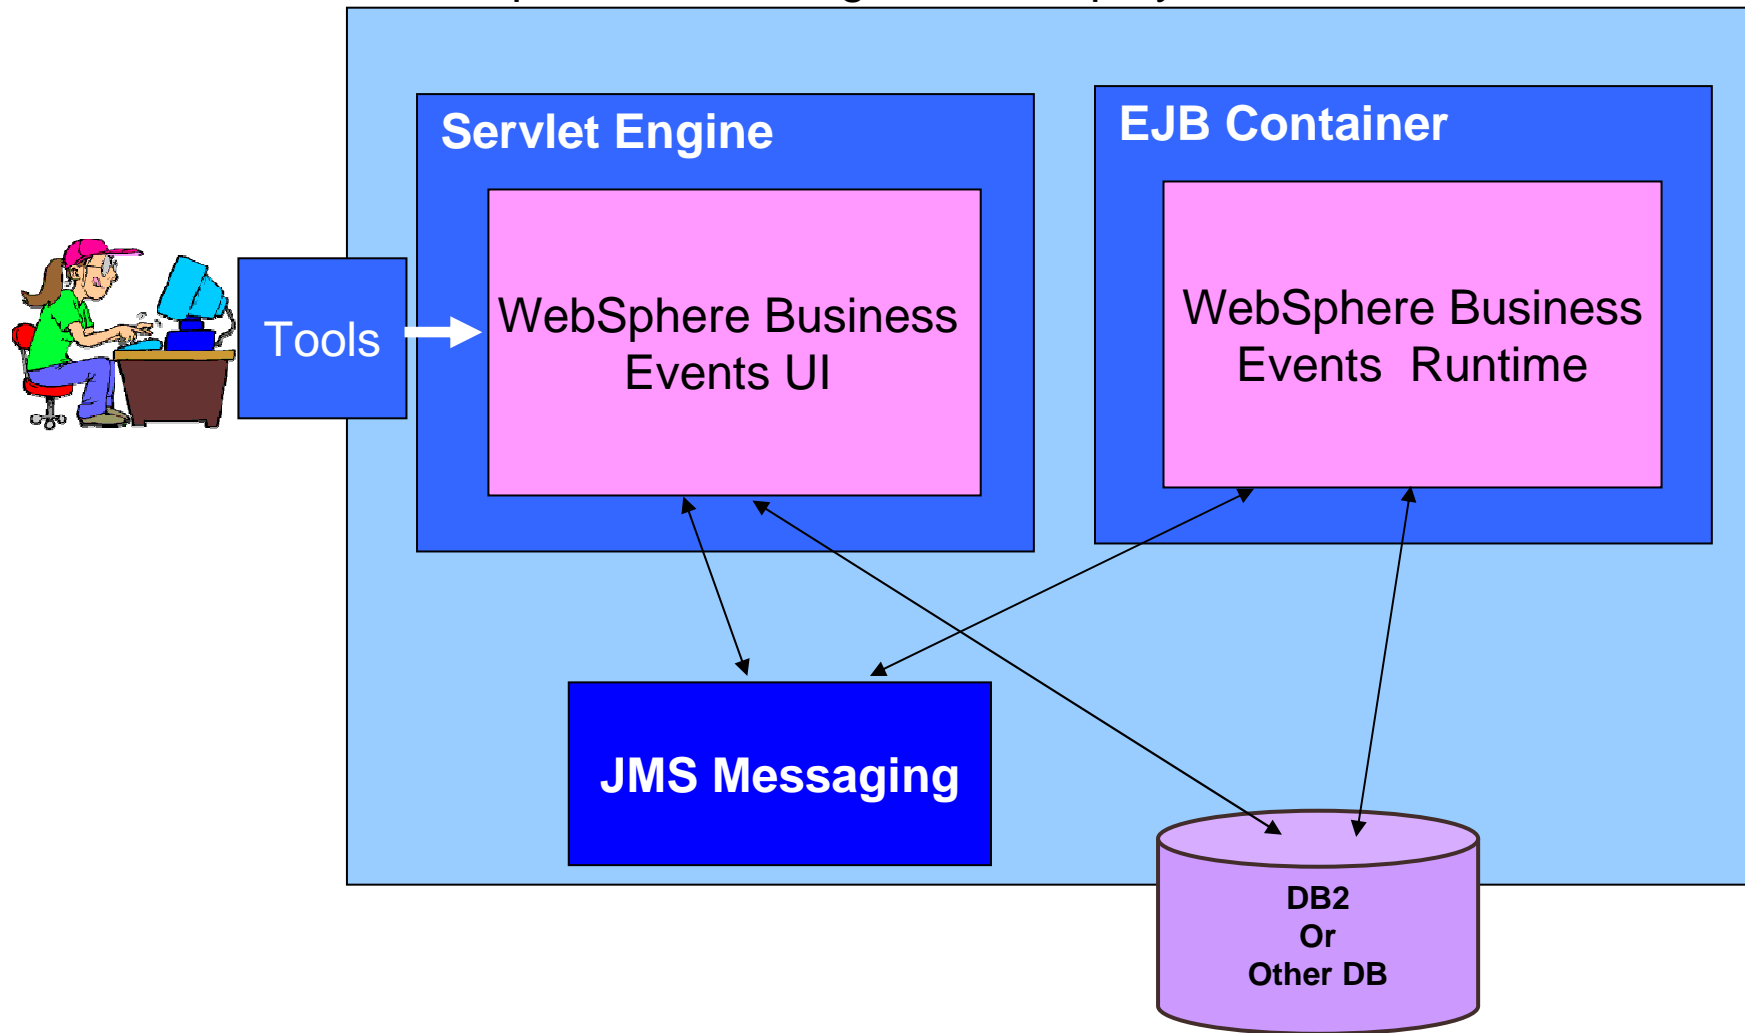 Servlet Engine
EJB Container
Tools
WebSphere Business
Events UI
WebSphere Business
Events Runtime
JMS Messaging
DB2
Or
Other DB